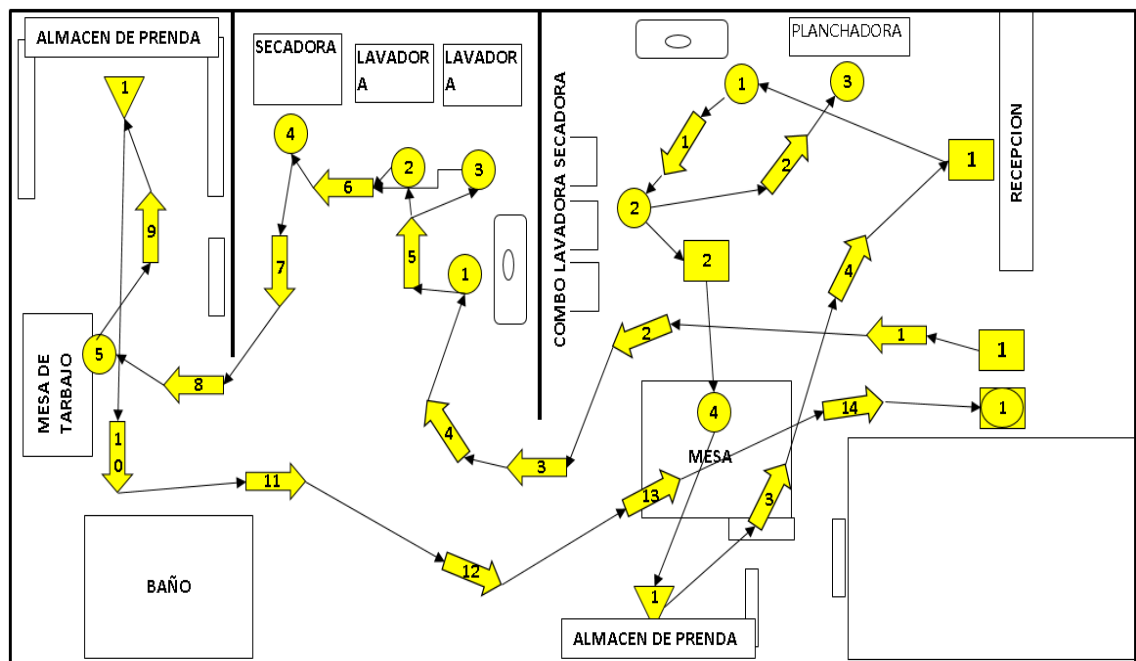 ALMACEN DE PRENDA
1
9
MESA DE
TARBAJO
5
8
10
11
BAÑO
SECADORA
LAVADOR
A
LAVADOR
A
4
6
2
3
5
1
7
4
3
12
COMBO LAVADORA SECADORA
PLANCHADORA
RECEPCION
1
3
1
2
1
2
2
4
2
1
1
4
14
1
MESA
13
3
1
ALMACEN DE PRENDA